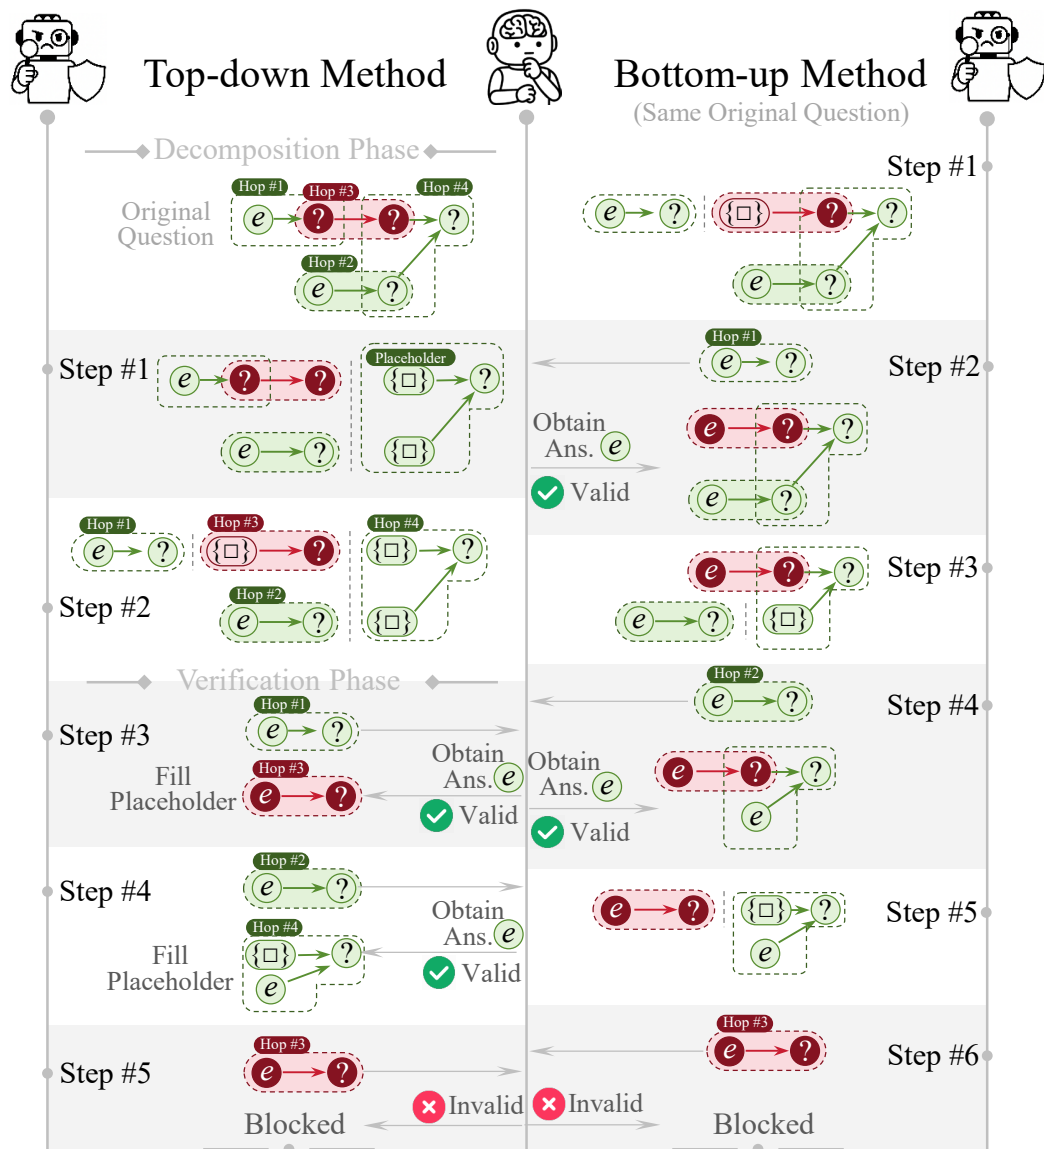 Top-down Method
Bottom-up Method
(Same Original Question)
Decomposition Phase
Original
Question
Hop #1
Hop #3
Hop #4
e ? ? ?
Hop #2
e ?
Step #1
Placeholder
e ? ? {□} ?
e ? {□}
Step #2
Hop #1
Hop #3
Hop #4
e ? {□} ? {□} ?
Hop #2
e ? {□}
Verification Phase
Step #3
Hop #1
e ?
Fill
Placeholder
Hop #3
e ?
Obtain
Ans. e
Valid
Step #4
Hop #2
e ?
Fill
Placeholder
Hop #4
{□} ?
e
Obtain
Ans. e
Valid
Step #5
Hop #3
e ?
Invalid
Blocked
Step #1
e ? {□} ? ?
e ?
Step #2
Hop #1
e ?
Obtain
Ans. e
Valid
e ? ?
e ?
Step #3
e ? ?
e ? {□}
Step #4
Hop #2
e ?
Obtain
Ans. e
Valid
e ? ?
e
Step #5
e ? {□} ?
e
Step #6
Hop #3
e ?
Invalid
Blocked